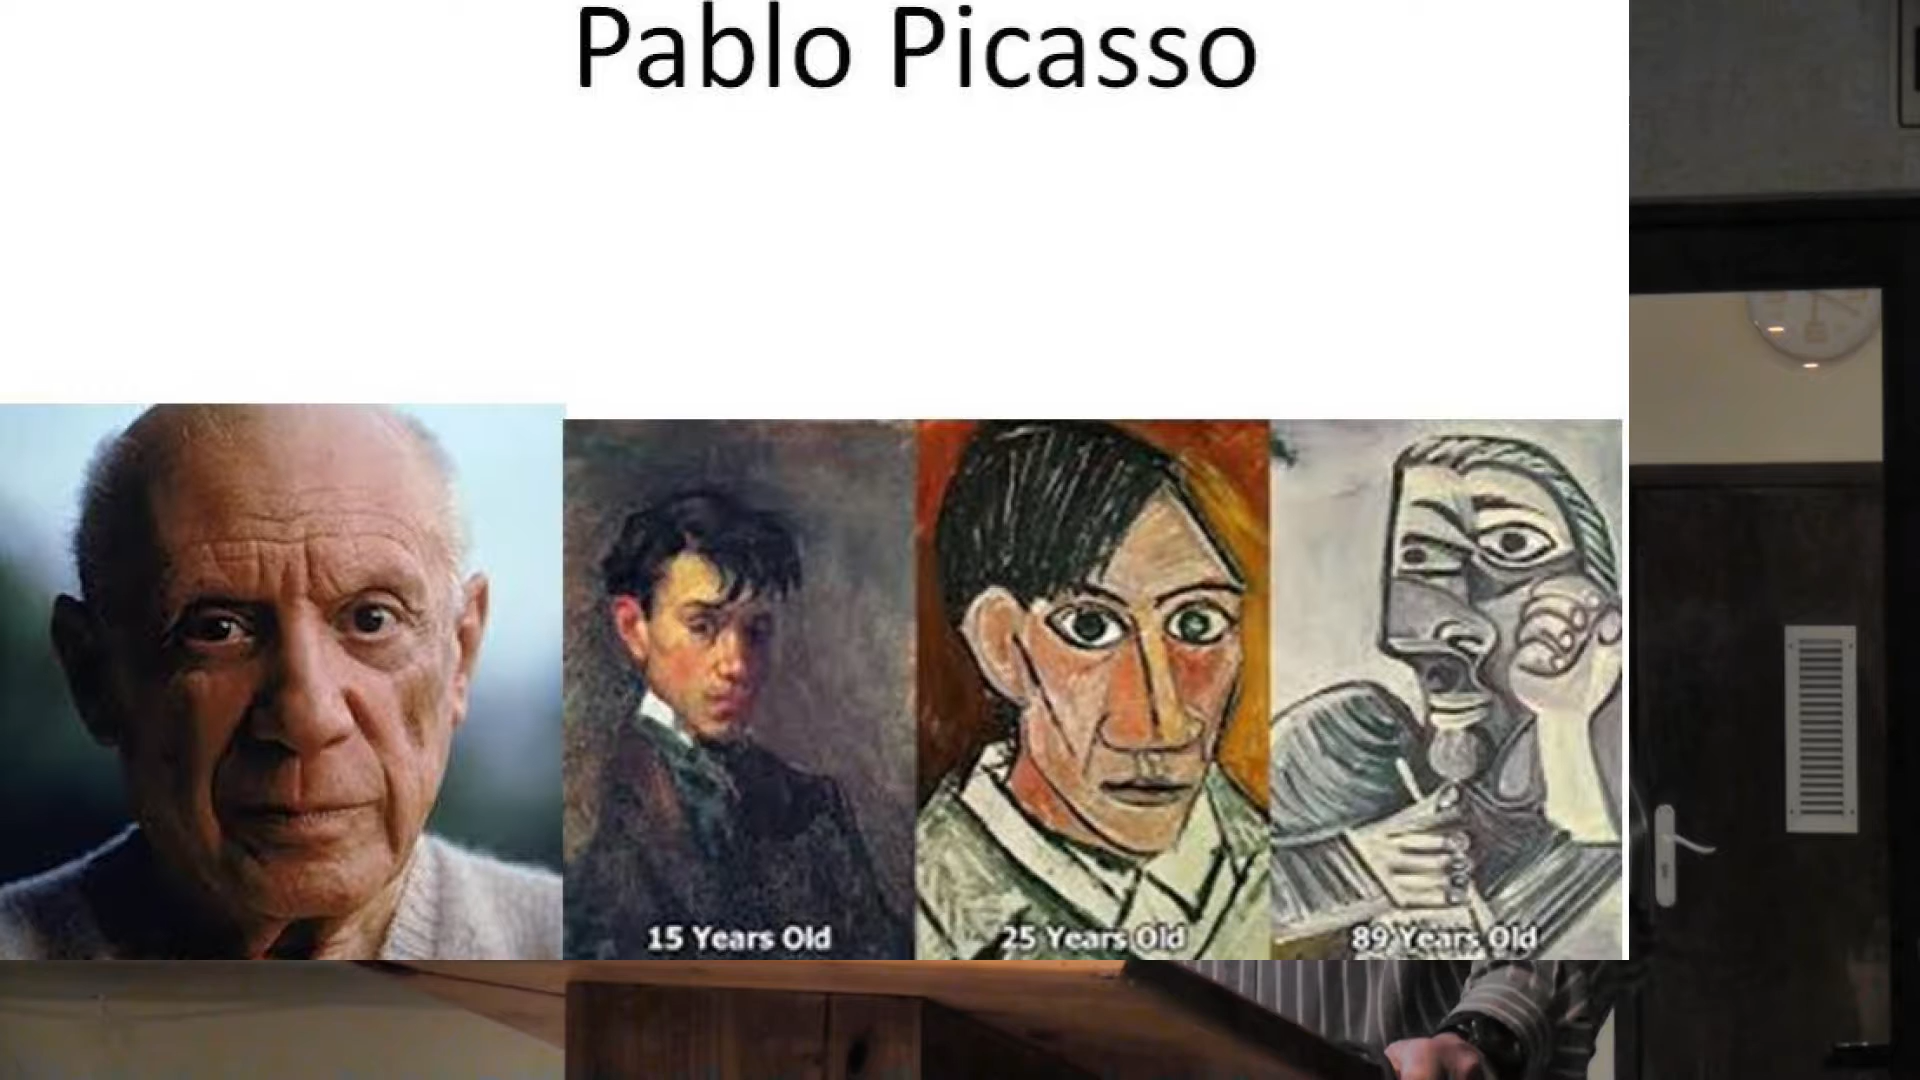 Pablo Picasso
15 Years Old
25 Years Old
89 Years Old